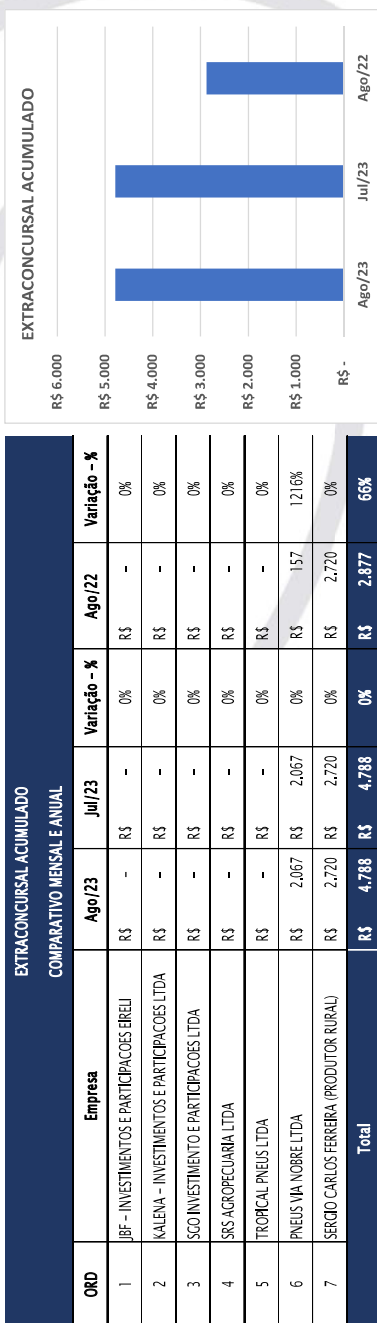 EXTRACONCURSAL ACUMULADO
COMPARATIVO MENSAL E ANUAL
ORD Empresa Ago/23 Jul/23 Variação - % Ago/22 Variação - %
1 JBF - INVESTIMENTOS E PARTICIPACOES EIRELI R$ - R$ - 0% R$ - 0%
2 KALENA - INVESTIMENTOS E PARTICIPACOES LTDA R$ - R$ - 0% R$ - 0%
3 SGO INVESTIMENTO E PARTICIPACOES LTDA R$ - R$ - 0% R$ - 0%
4 SRS AGROPECUARIA LTDA R$ - R$ - 0% R$ - 0%
5 TROPICAL PNEUS LTDA R$ - R$ - 0% R$ - 0%
6 PNEUS VIA NOBRE LTDA R$ 2.067 R$ 2.067 0% R$ 157 1216%
7 SERGIO CARLOS FERREIRA (PRODUTOR RURAL) R$ 2.720 R$ 2.720 0% R$ 2.720 0%
Total R$ 4.788 R$ 4.788 0% R$ 2.877 66%
EXTRACONCURSAL ACUMULADO
R$ 6.000
R$ 5.000
R$ 4.000
R$ 3.000
R$ 2.000
R$ 1.000
R$ -
Ago/23 Jul/23 Ago/22